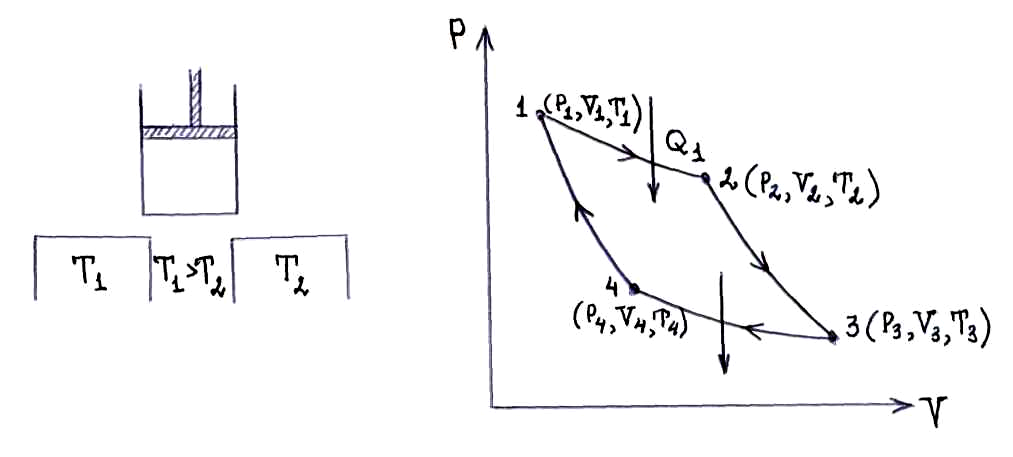 P
1 (P₁,V₁,T₁)
Q₁
2 (P₂,V₂,T₂)
T₁
T₁>T₂
T₂
4
(P₄,V₄,T₄)
3 (P₃,V₃,T₃)
V